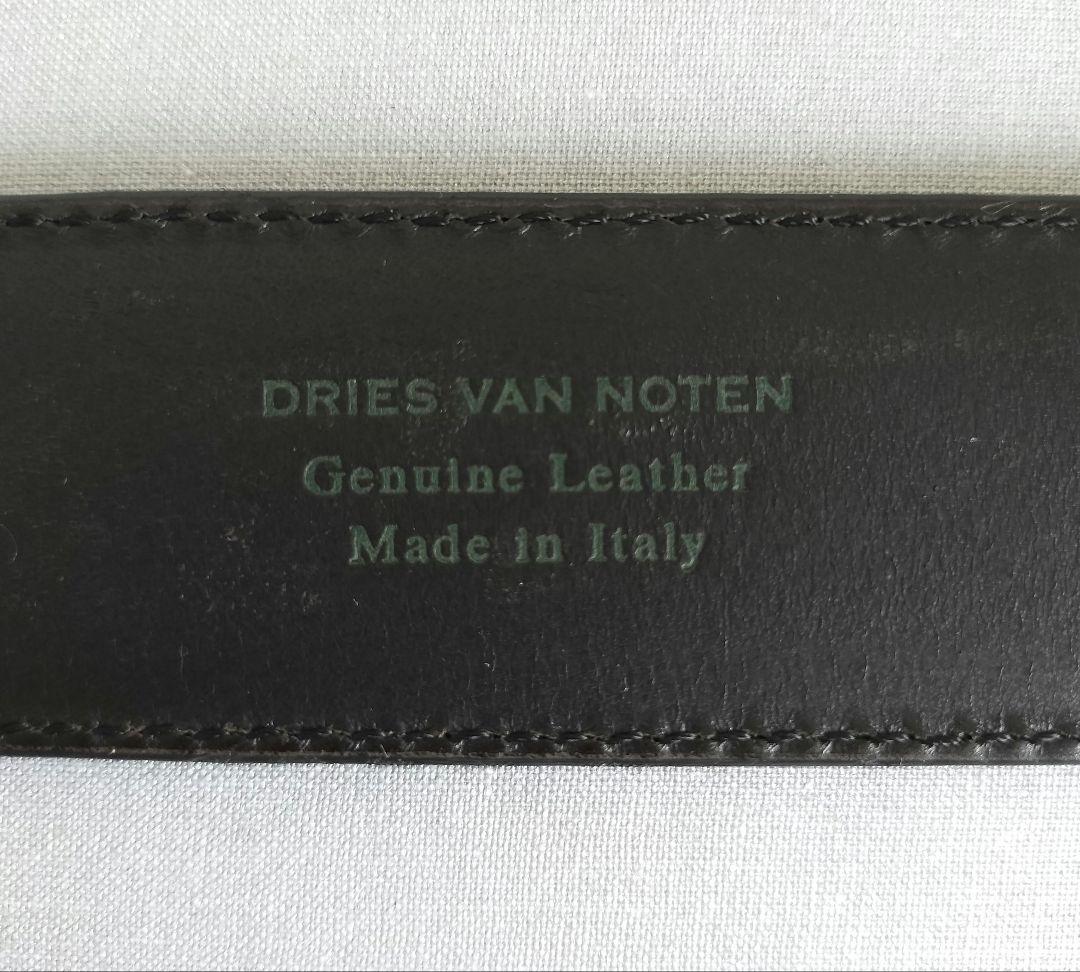 DRIES VAN NOTEN
Genuine Leather
Made in Italy